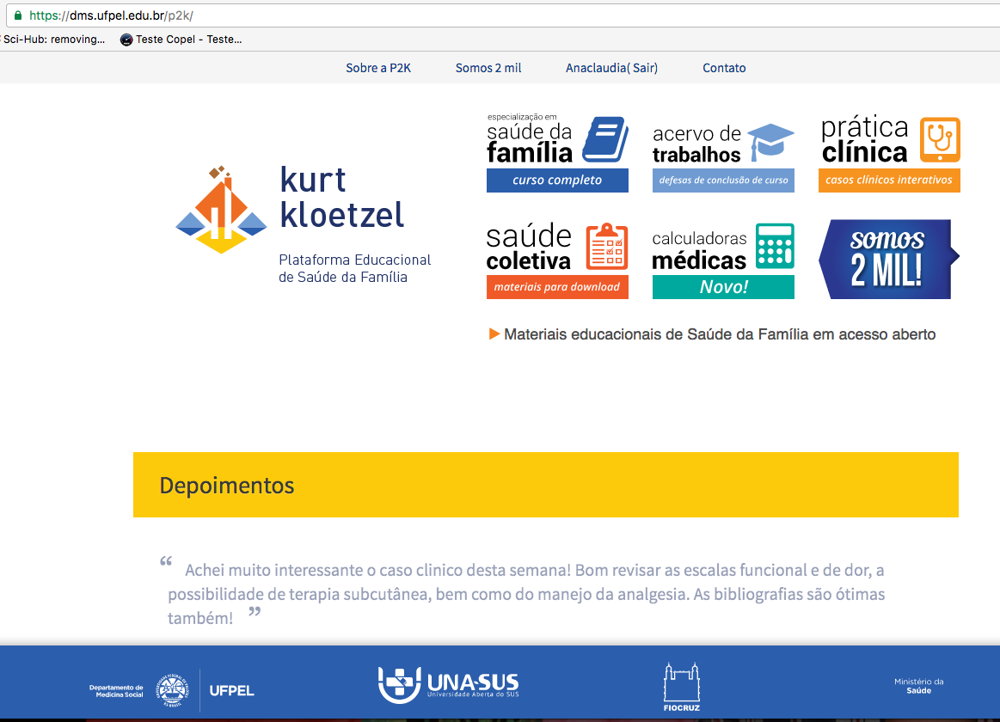 https://dms.ufpel.edu.br/p2k/
Sci-Hub: removing... Teste Copel - Teste...
Sobre a P2K Somos 2 mil Anaclaudia( Sair) Contato
kurt
kloetzel
Plataforma Educacional
de Saúde da Família
especialização em
saúde da
família
curso completo
acervo de
trabalhos
defesas de conclusão de curso
prática
clínica
casos clínicos interativos
saúde
coletiva
materiais para download
calculadoras
médicas
Novo!
somos
2 MIL!
Materiais educacionais de Saúde da Família em acesso aberto
Depoimentos
“ Achei muito interessante o caso clinico desta semana! Bom revisar as escalas funcional e de dor, a
possibilidade de terapia subcutânea, bem como do manejo da analgesia. As bibliografias são ótimas
também! ”
Departamento de
Medicina Social
UFPEL
UNA-SUS
Universidade Aberta do SUS
FIOCRUZ
Ministério da
Saúde